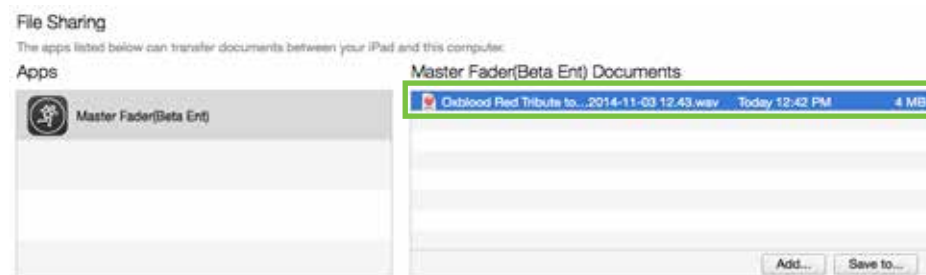 File Sharing
The apps listed below can transfer documents between your iPad and this computer.
Apps
Master Fader(Beta Ent) Documents
Master Fader(Beta Ent)
Oxblood Red Tribute to...2014-11-03 12.43.wav Today 12:42 PM 4 MB
Add... Save to...